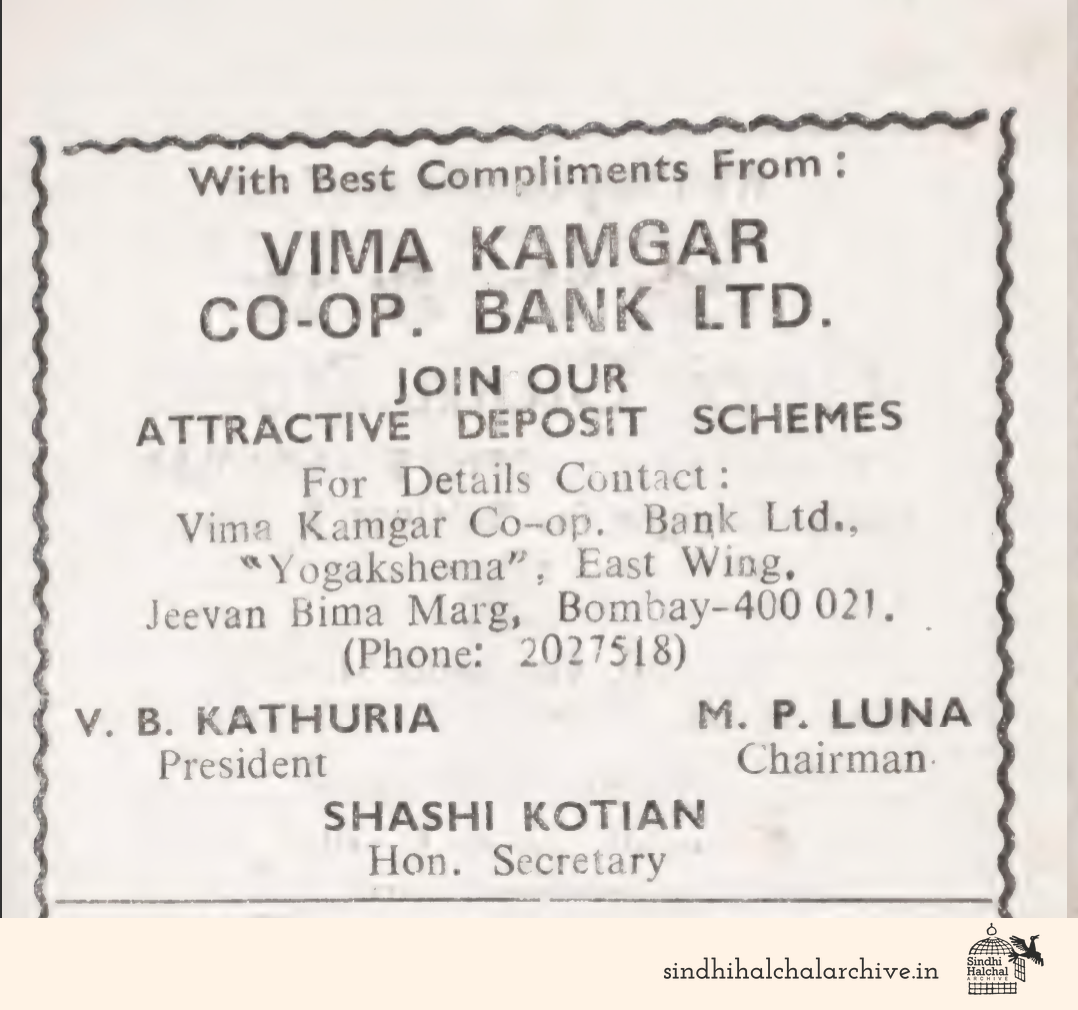 With Best Compliments From :
VIMA KAMGAR
CO-OP. BANK LTD.
JOIN OUR
ATTRACTIVE DEPOSIT SCHEMES
For Details Contact :
Vima Kamgar Co-op. Bank Ltd.,
"Yogakshema", East Wing,
Jeevan Bima Marg, Bombay-400 021.
(Phone: 2027518)
V. B. KATHURIA M. P. LUNA
President Chairman
SHASHI KOTIAN
Hon. Secretary
sindhihalchalarchive.in
Sindhi
Halchal
ARCHIVE